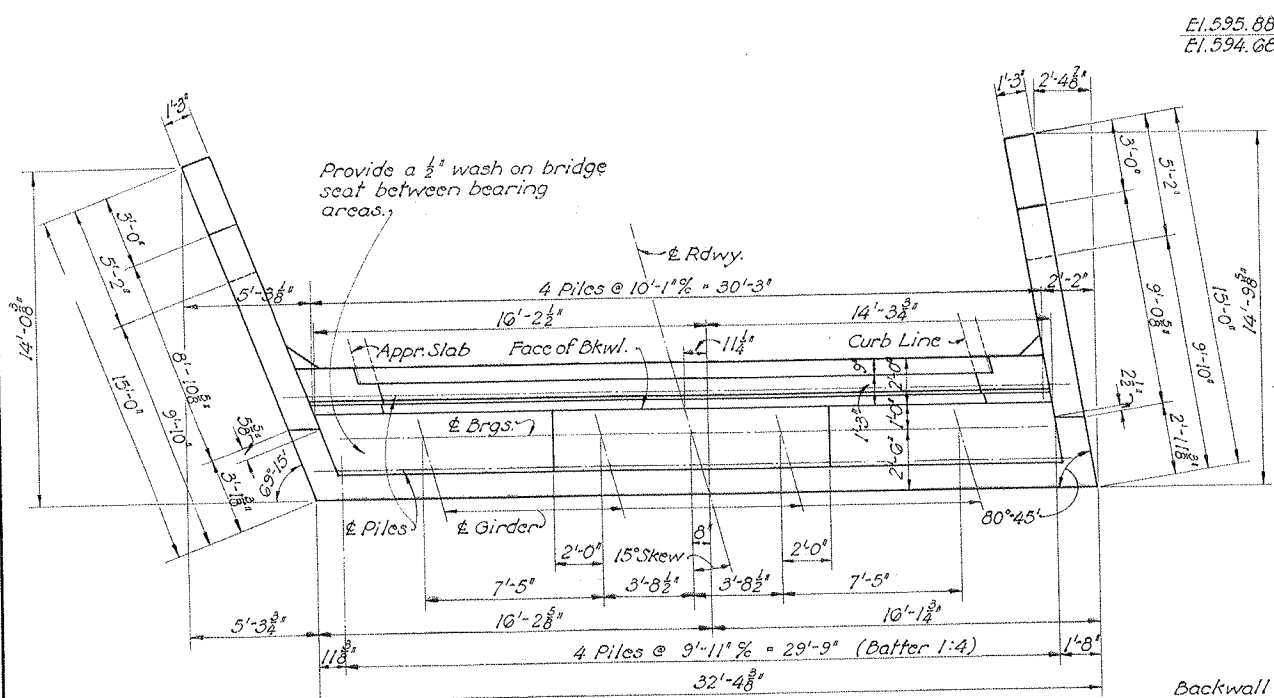 El.595.88
El.594.68
1'-3"
1'-3"
2'-4⅞"
Provide a ½" wash on bridge
seat between bearing
areas.
℄ Rdwy.
3'-0"
5'-2"
14'-9⅝"
15'-0"
9'-0⅝"
9'-10"
2'-11⅜"
2½"
3'-0"
5'-2"
14'-0⅜"
15'-0"
8'-10⅝"
9'-10"
3'-1⅜"
5⅝"
69°-15'
5'-3⅛"
4 Piles @ 10'-1" % = 30'-3"
2'-2"
16'-2½"
14'-3¾"
Appr. Slab
Face of Bkwl.
11¼"
Curb Line
9"
2'-0"
1'-0"
2'-6"
℄ Brgs.
℄ Piles
℄ Girder
80°-45'
8"
2'-0"
15° Skew
2'-0"
7'-5"
3'-8½"
3'-8½"
7'-5"
5'-3¾"
16'-2⅝"
16'-1¾"
11⅜"
4 Piles @ 9'-11" % = 29'-9" (Batter 1:4)
1'-8"
32'-4⅜"
Backwall